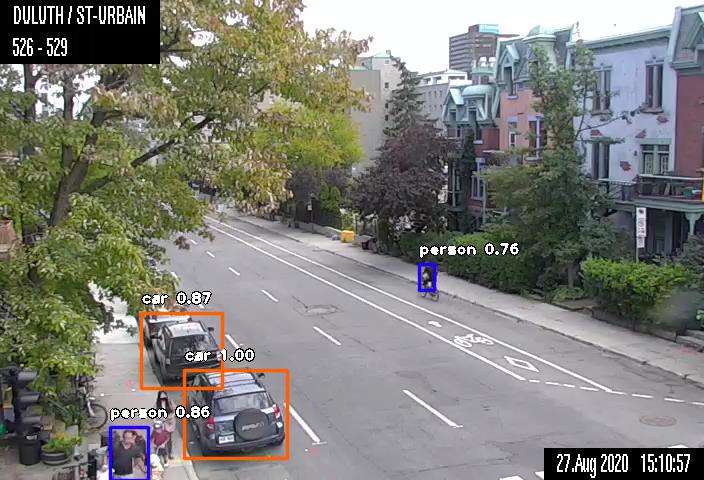 DULUTH / ST-URBAIN
526 - 529
person 0.76
car 0.87
car 1.00
person 0.86
27.Aug 2020 15:10:57